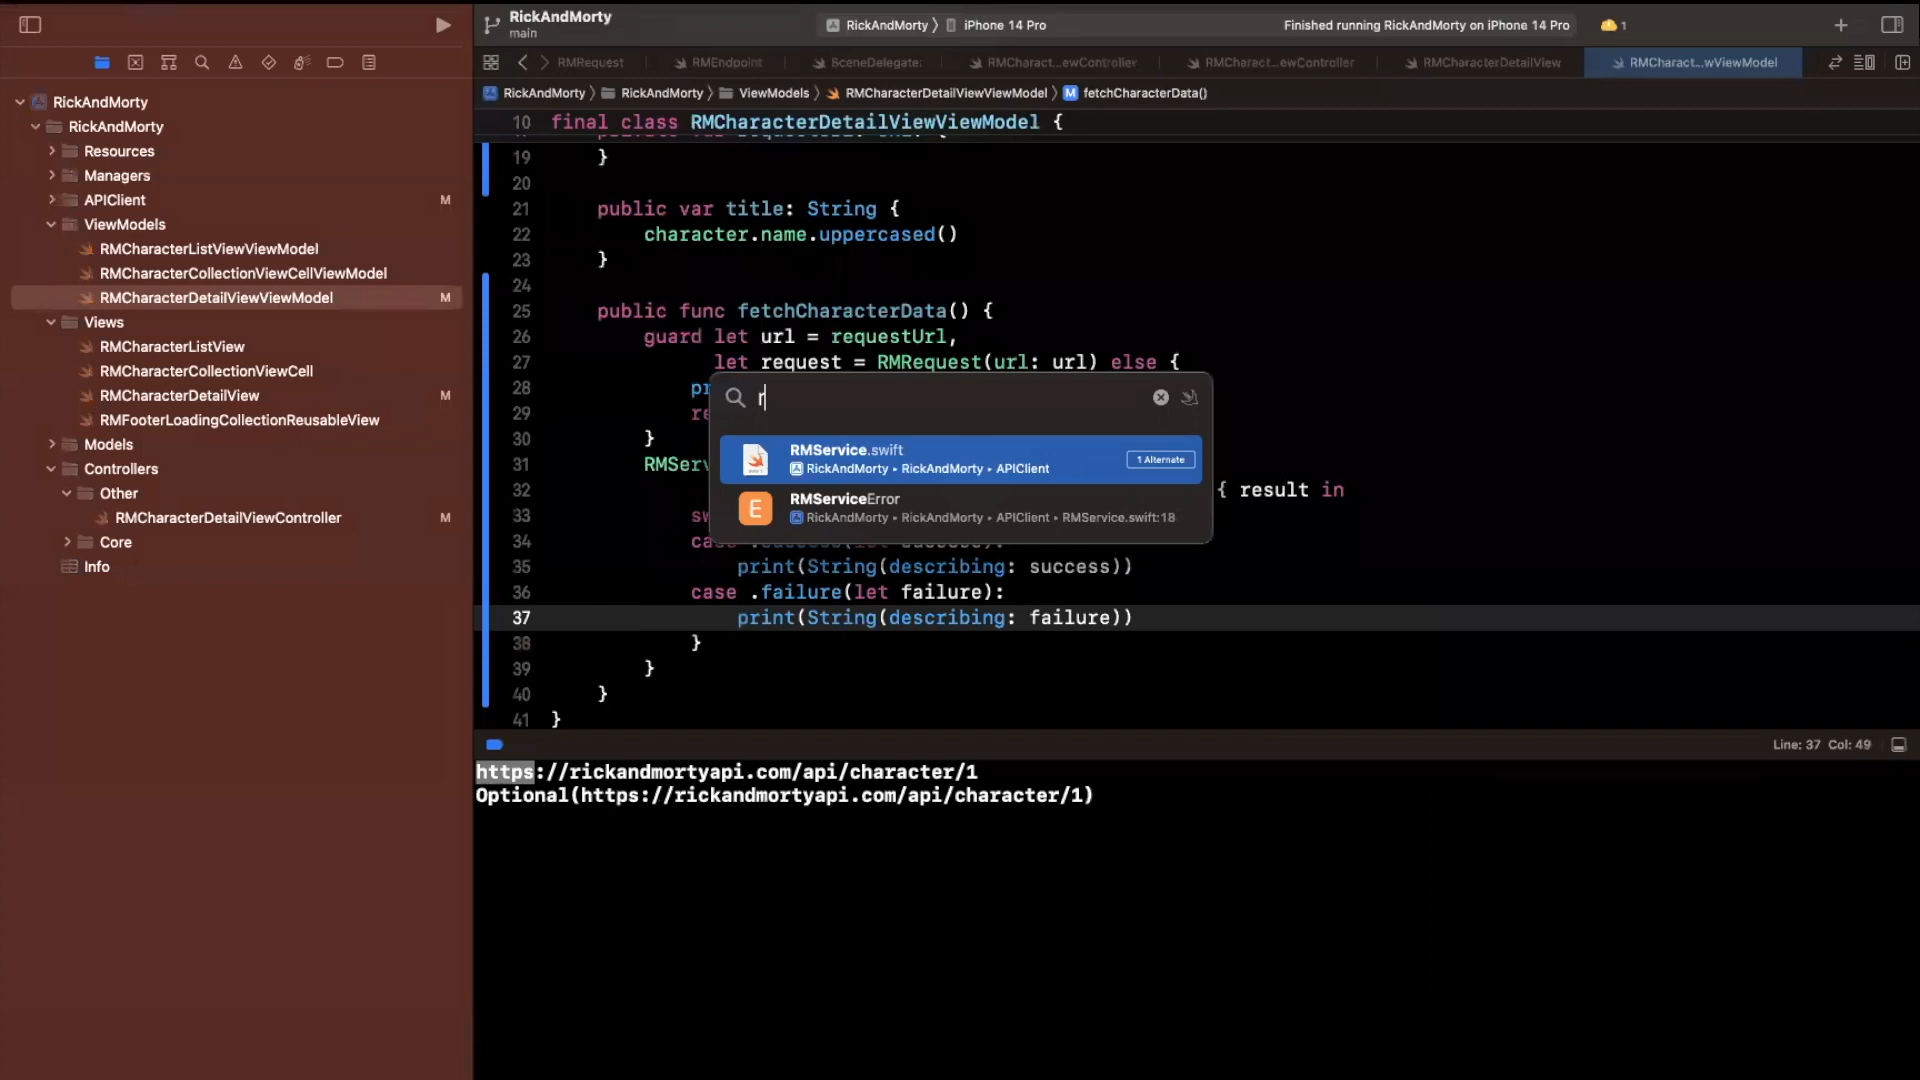 RickAndMorty
main
RickAndMorty
iPhone 14 Pro
Finished running RickAndMorty on iPhone 14 Pro
1
RMRequest
RMEndpoint
SceneDelegate
RMCharact...ewController
RMCharact...ewController
RMCharacterDetailView
RMCharact...wViewModel
RickAndMorty
RickAndMorty
ViewModels
RMCharacterDetailViewViewModel
M
fetchCharacterData()
RickAndMorty
RickAndMorty
Resources
Managers
APIClient M
ViewModels
RMCharacterListViewViewModel
RMCharacterCollectionViewCellViewModel
RMCharacterDetailViewViewModel M
Views
RMCharacterListView
RMCharacterCollectionViewCell
RMCharacterDetailView M
RMFooterLoadingCollectionReusableView
Models
Controllers
Other
RMCharacterDetailViewController M
Core
Info
10 final class RMCharacterDetailViewViewModel {
19 }
20
21 public var title: String {
22 character.name.uppercased()
23 }
24
25 public func fetchCharacterData() {
26 guard let url = requestUrl,
27 let request = RMRequest(url: url) else {
28 pr
29 re
30 }
31 RMSer
32 { result in
33 sw
34 ca
35 print(String(describing: success))
36 case .failure(let failure):
37 print(String(describing: failure))
38 }
39 }
40 }
41 }
r
RMService.swift
RickAndMorty • RickAndMorty • APIClient
1 Alternate
E
RMServiceError
RickAndMorty • RickAndMorty • APIClient • RMService.swift:18
Line: 37 Col: 49
https://rickandmortyapi.com/api/character/1
Optional(https://rickandmortyapi.com/api/character/1)